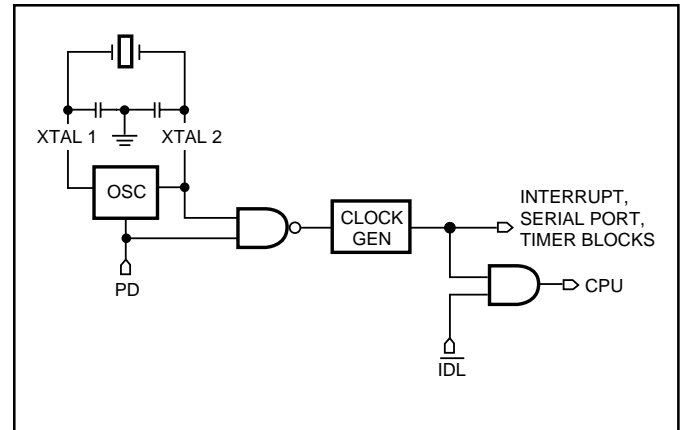 XTAL 1
XTAL 2
OSC
PD
CLOCK
GEN
INTERRUPT,
SERIAL PORT,
TIMER BLOCKS
CPU
IDL